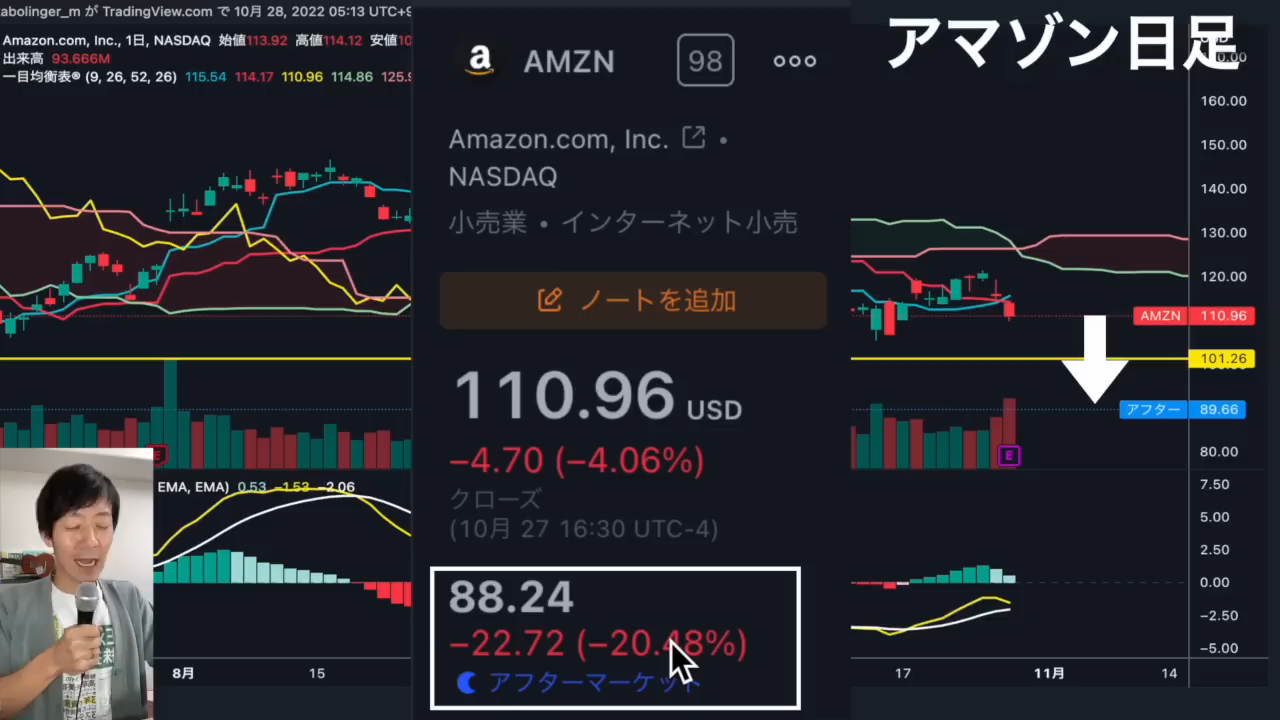 abolinger_m が TradingView.com で 10月 28, 2022 05:13 UTC+9
Amazon.com, Inc., 1日, NASDAQ 始値113.92 高値114.12 安値10
出来高 93.666M
一目均衡表® (9, 26, 52, 26) 115.54 114.17 110.96 114.86 125.9
AMZN
98
Amazon.com, Inc.
NASDAQ
小売業 • インターネット小売
ノートを追加
110.96 USD
−4.70 (−4.06%)
クローズ
(10月 27 16:30 UTC-4)
88.24
−22.72 (−20.48%)
アフターマーケット
アマゾン日足
160.00
150.00
140.00
130.00
120.00
AMZN 110.96
101.26
アフター 89.66
80.00
E
E
EMA, EMA) 0.53 −1.53 −2.06
7.50
5.00
2.50
0.00
−2.50
−5.00
8月 15 17 11月 14